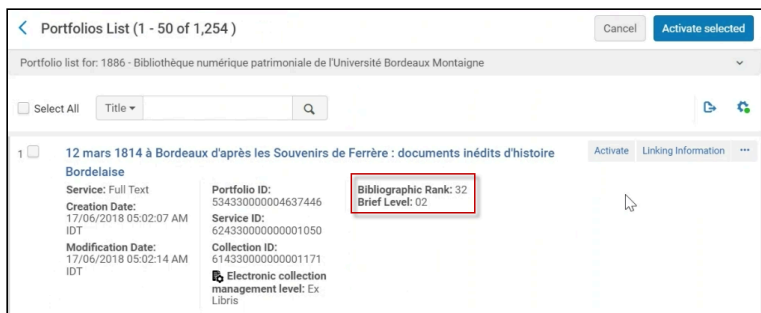 Portfolios List (1 - 50 of 1,254 )
Cancel
Activate selected
Portfolio list for: 1886 - Bibliothèque numérique patrimoniale de l'Université Bordeaux Montaigne
Select All
Title
1
12 mars 1814 à Bordeaux d'après les Souvenirs de Ferrère : documents inédits d'histoire
Bordelaise
Activate
Linking Information
Service: Full Text
Creation Date:
17/06/2018 05:02:07 AM
IDT
Modification Date:
17/06/2018 05:02:14 AM
IDT
Portfolio ID:
534330000004637446
Service ID:
624330000000001050
Collection ID:
614330000000001171
Electronic collection
management level: Ex
Libris
Bibliographic Rank: 32
Brief Level: 02